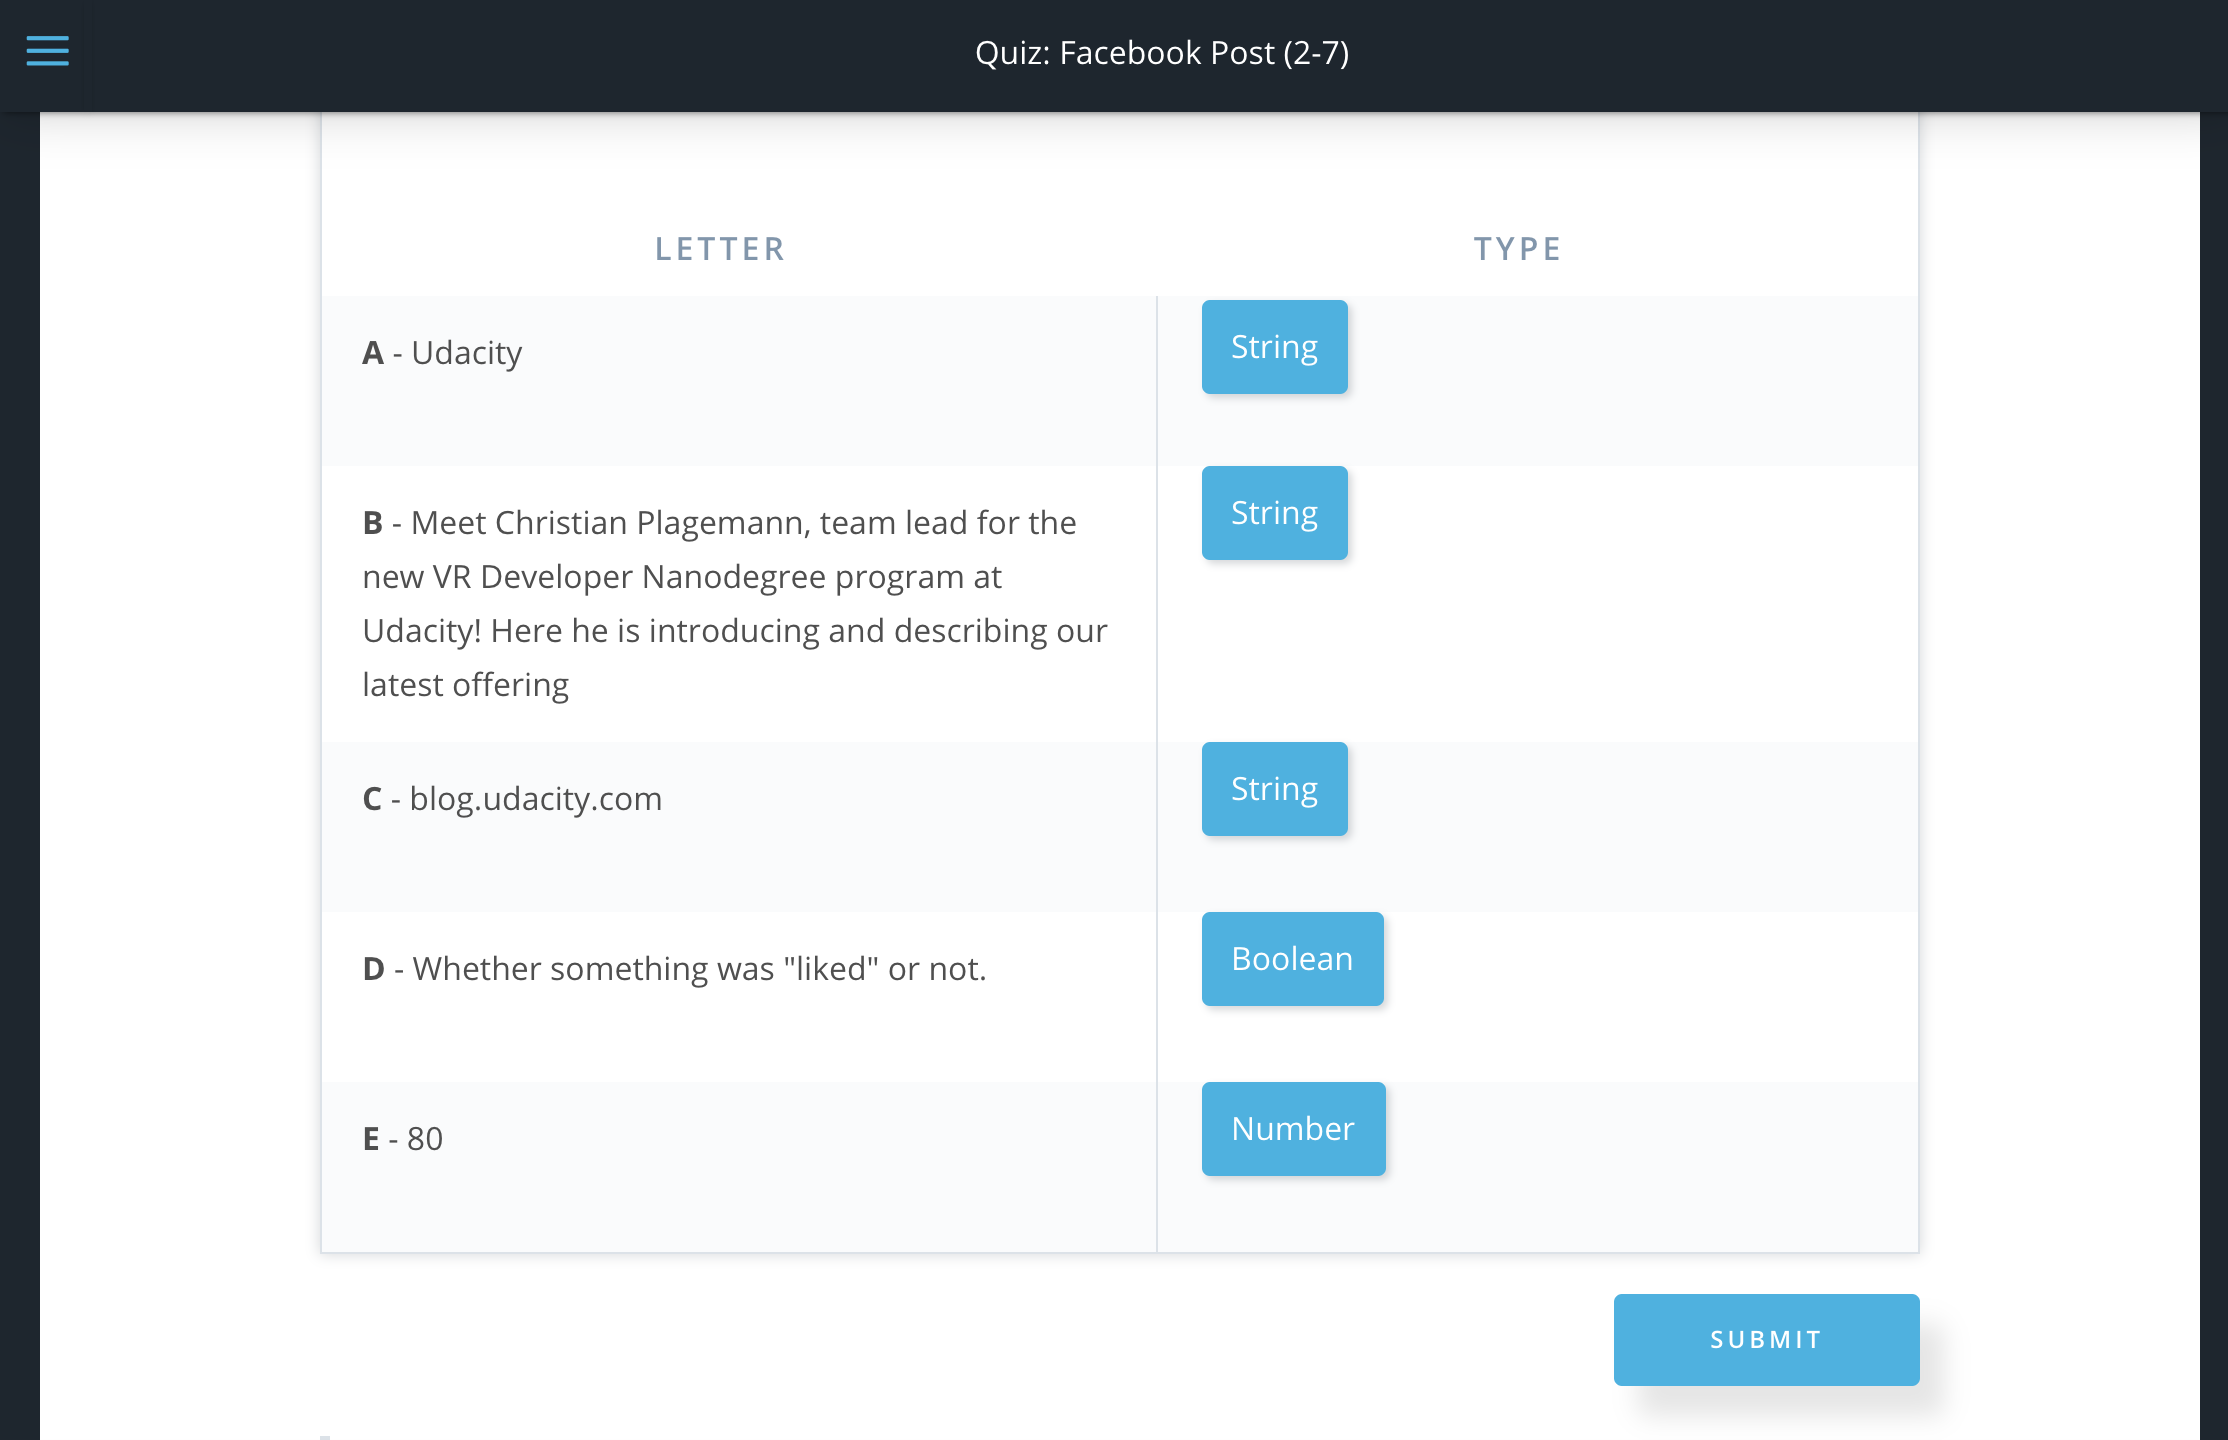 Quiz: Facebook Post (2-7)
LETTER
TYPE
A - Udacity
String
B - Meet Christian Plagemann, team lead for the
new VR Developer Nanodegree program at
Udacity! Here he is introducing and describing our
latest offering
String
C - blog.udacity.com
String
D - Whether something was "liked" or not.
Boolean
E - 80
Number
SUBMIT